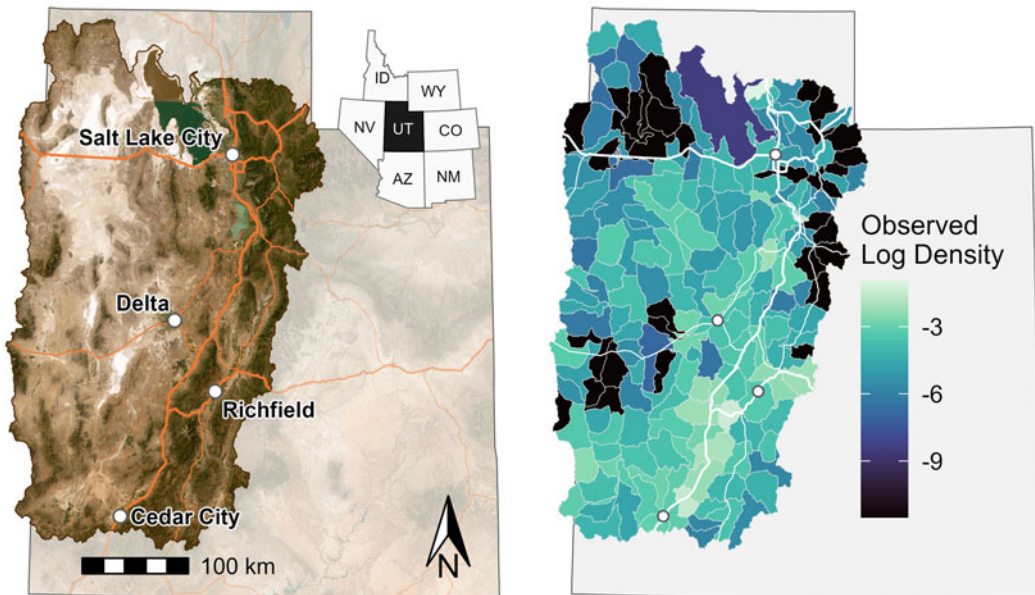 Salt Lake City
Delta
Richfield
Cedar City
100 km
N
ID
WY
NV
UT
CO
AZ
NM
Observed
Log Density
-3
-6
-9